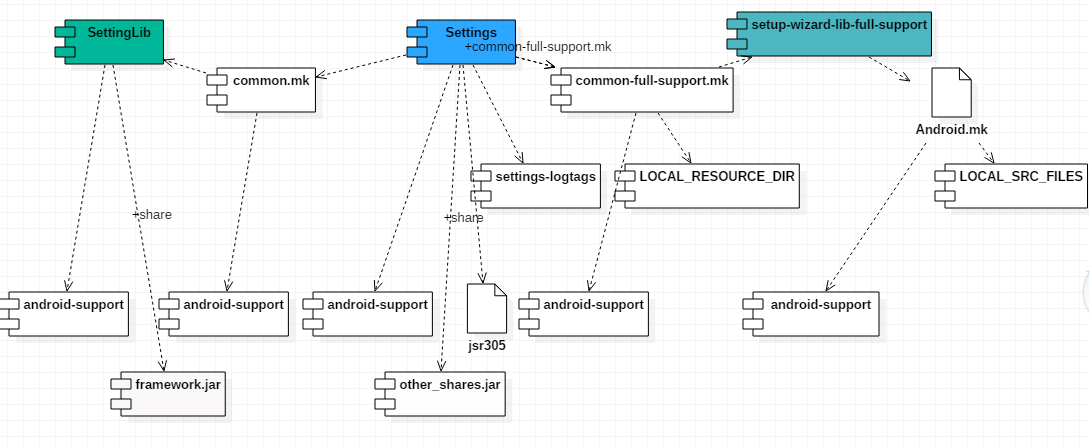 SettingLib
Settings
setup-wizard-lib-full-support
+common-full-support.mk
common.mk
common-full-support.mk
Android.mk
settings-logtags
LOCAL_RESOURCE_DIR
LOCAL_SRC_FILES
+share
+share
android-support
android-support
android-support
android-support
android-support
jsr305
framework.jar
other_shares.jar